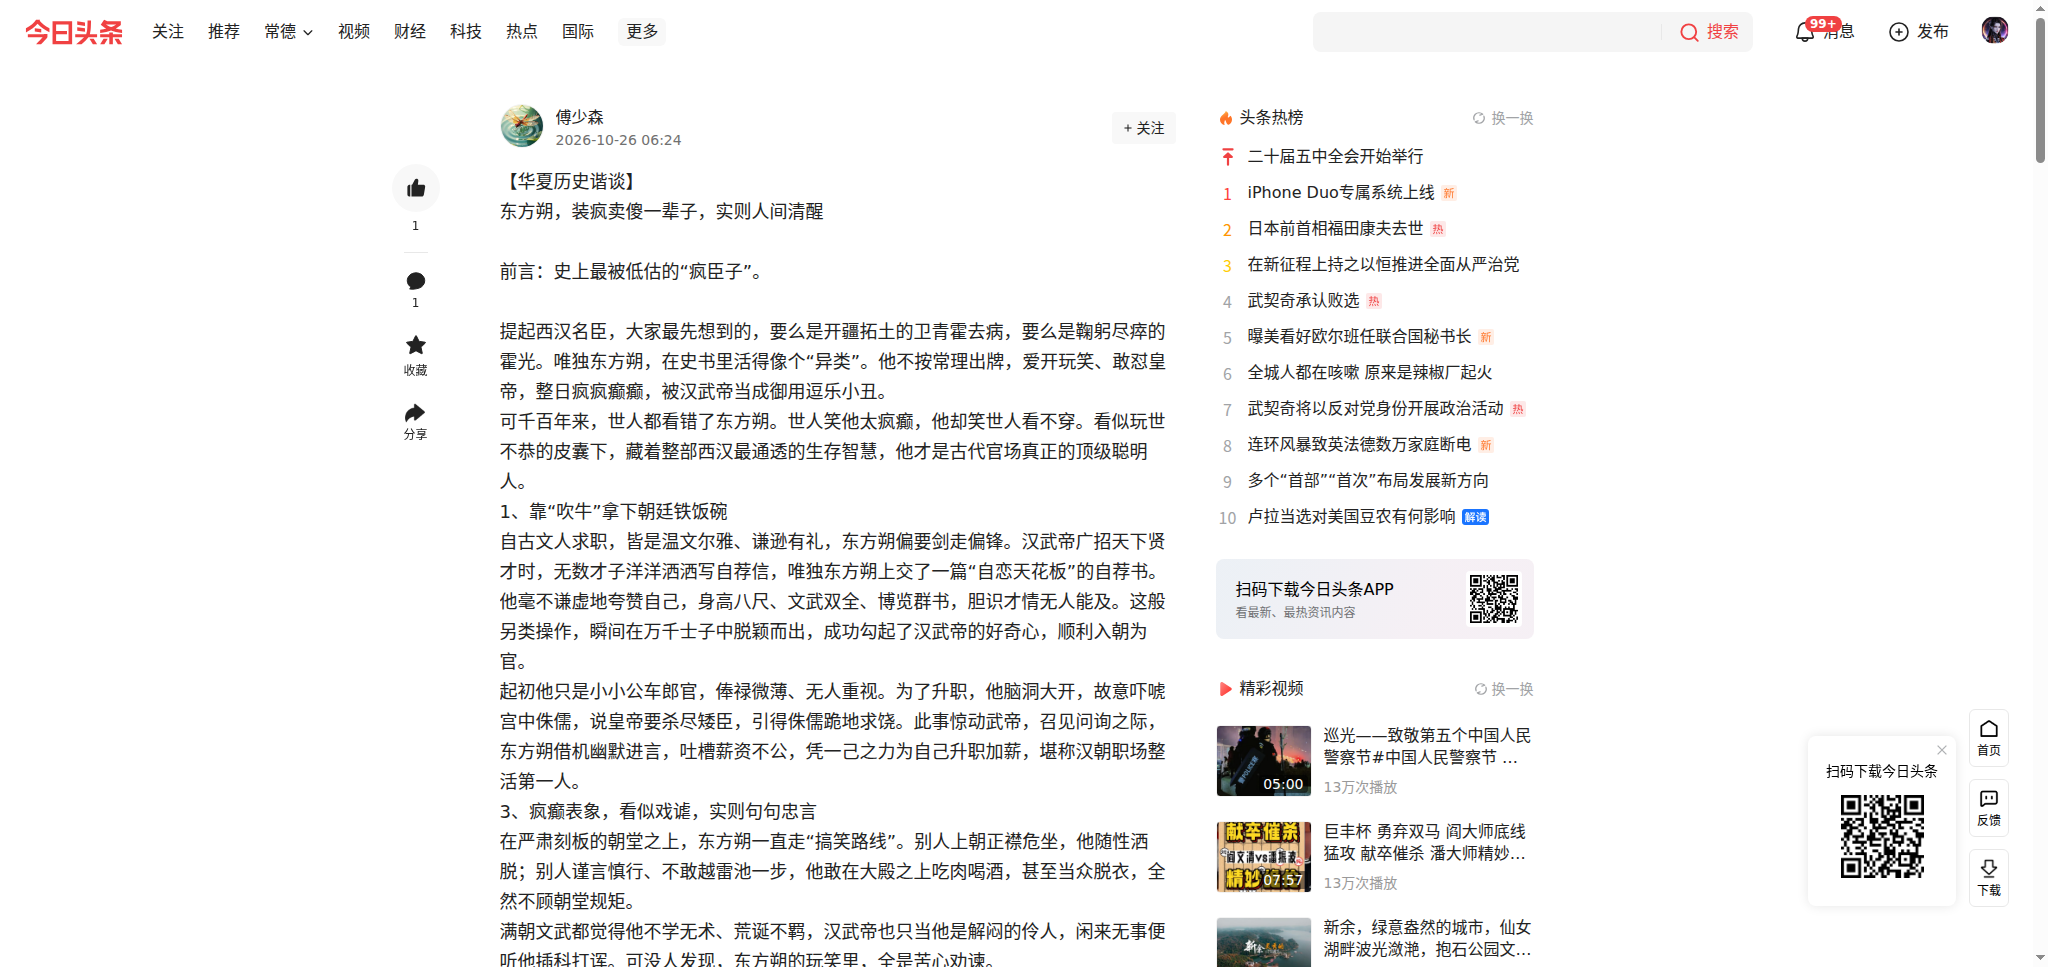 今日头条
关注
推荐
常德
视频
财经
科技
热点
国际
更多
搜索
99+
消息
发布
傅少森
2026-10-26 06:24
+ 关注
1
1
收藏
分享
【华夏历史谐谈】
东方朔，装疯卖傻一辈子，实则人间清醒
前言：史上最被低估的“疯臣子”。
提起西汉名臣，大家最先想到的，要么是开疆拓土的卫青霍去病，要么是鞠躬尽瘁的
霍光。唯独东方朔，在史书里活得像个“异类”。他不按常理出牌，爱开玩笑、敢怼皇
帝，整日疯疯癫癫，被汉武帝当成御用逗乐小丑。
可千百年来，世人都看错了东方朔。世人笑他太疯癫，他却笑世人看不穿。看似玩世
不恭的皮囊下，藏着整部西汉最通透的生存智慧，他才是古代官场真正的顶级聪明
人。
1、靠“吹牛”拿下朝廷铁饭碗
自古文人求职，皆是温文尔雅、谦逊有礼，东方朔偏要剑走偏锋。汉武帝广招天下贤
才时，无数才子洋洋洒洒写自荐信，唯独东方朔上交了一篇“自恋天花板”的自荐书。
他毫不谦虚地夸赞自己，身高八尺、文武双全、博览群书，胆识才情无人能及。这般
另类操作，瞬间在万千士子中脱颖而出，成功勾起了汉武帝的好奇心，顺利入朝为
官。
起初他只是小小公车郎官，俸禄微薄、无人重视。为了升职，他脑洞大开，故意吓唬
宫中侏儒，说皇帝要杀尽矮臣，引得侏儒跪地求饶。此事惊动武帝，召见问询之际，
东方朔借机幽默进言，吐槽薪资不公，凭一己之力为自己升职加薪，堪称汉朝职场整
活第一人。
3、疯癫表象，看似戏谑，实则句句忠言
在严肃刻板的朝堂之上，东方朔一直走“搞笑路线”。别人上朝正襟危坐，他随性洒
脱；别人谨言慎行、不敢越雷池一步，他敢在大殿之上吃肉喝酒，甚至当众脱衣，全
然不顾朝堂规矩。
满朝文武都觉得他不学无术、荒诞不羁，汉武帝也只当他是解闷的伶人，闲来无事便
听他插科打诨。可没人发现，东方朔的玩笑里，全是苦心劝谏。
头条热榜
换一换
二十届五中全会开始举行
1 iPhone Duo专属系统上线 新
2 日本前首相福田康夫去世 热
3 在新征程上持之以恒推进全面从严治党
4 武契奇承认败选 热
5 曝美看好欧尔班任联合国秘书长 新
6 全城人都在咳嗽 原来是辣椒厂起火
7 武契奇将以反对党身份开展政治活动 热
8 连环风暴致英法德数万家庭断电 新
9 多个“首部”“首次”布局发展新方向
10 卢拉当选对美国豆农有何影响 解读
扫码下载今日头条APP
看最新、最热资讯内容
精彩视频
换一换
05:00
巡光——致敬第五个中国人民
警察节#中国人民警察节 ...
13万次播放
献卒催杀
阎文清VS潘振波
精妙
07:57
巨丰杯 勇弃双马 阎大师底线
猛攻 献卒催杀 潘大师精妙...
13万次播放
新余
新余，绿意盎然的城市，仙女
湖畔波光潋滟，抱石公园文...
扫码下载今日头条
首页
反馈
下载